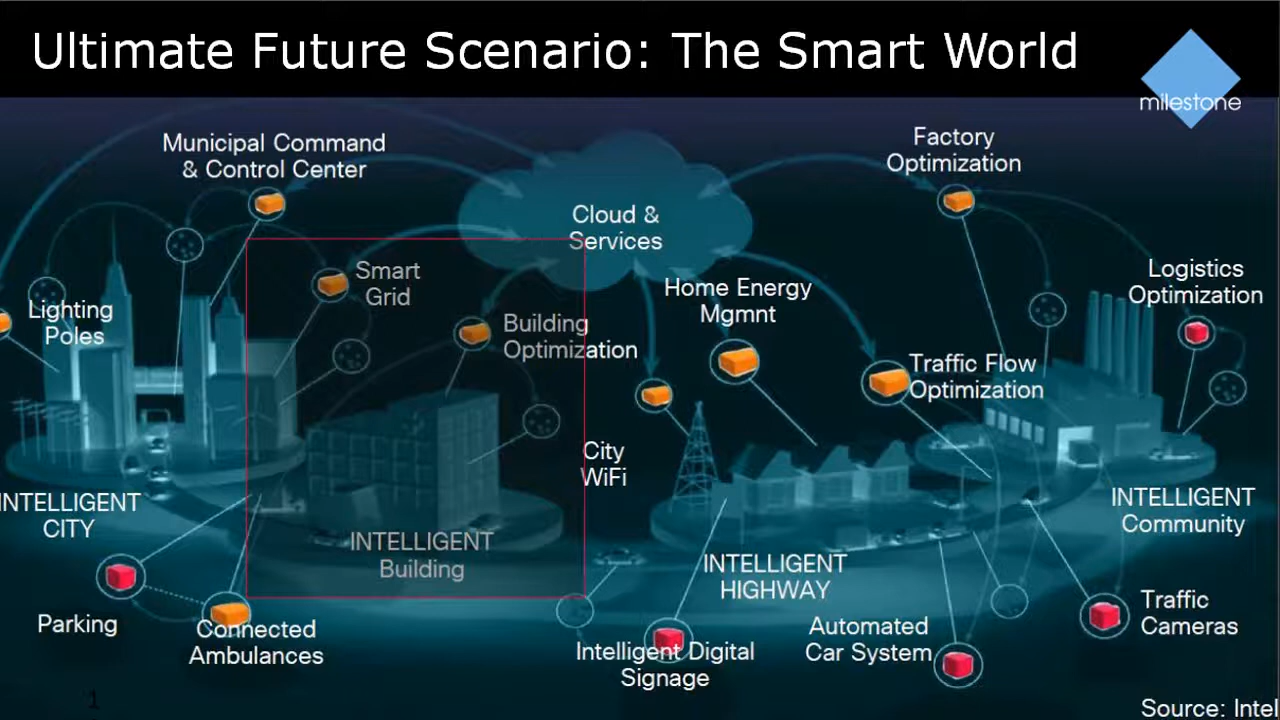 Ultimate Future Scenario: The Smart World
milestone
Municipal Command
& Control Center
Factory
Optimization
Cloud &
Services
Smart
Grid
Logistics
Optimization
Home Energy
Mgmnt
Lighting
Poles
Building
Optimization
Traffic Flow
Optimization
City
WiFi
INTELLIGENT
CITY
INTELLIGENT
Community
INTELLIGENT
Building
INTELLIGENT
HIGHWAY
Parking
Connected
Ambulances
Intelligent Digital
Signage
Automated
Car System
Traffic
Cameras
1
Source: Intel